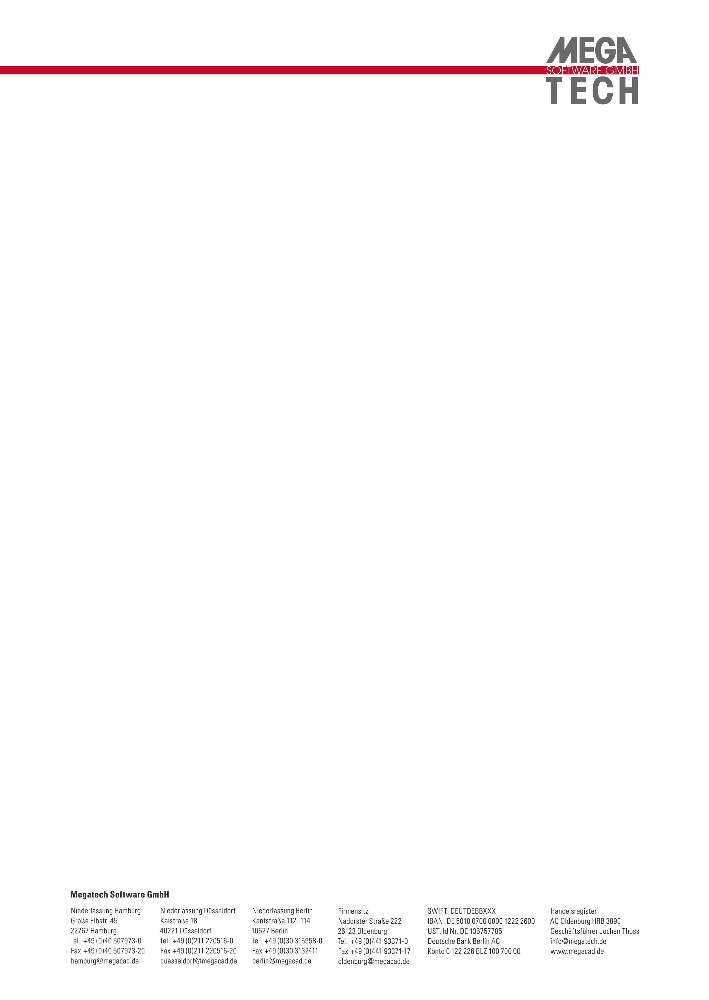 MEGA
SOFTWARE GMBH
TECH
Megatech Software GmbH
Niederlassung Hamburg
Große Elbstr. 45
22767 Hamburg
Tel. +49 (0)40 507973-0
Fax +49 (0)40 507973-20
hamburg@megacad.de
Niederlassung Düsseldorf
Kaistraße 18
40221 Düsseldorf
Tel. +49 (0)211 220516-0
Fax +49 (0)211 220516-20
duesseldorf@megacad.de
Niederlassung Berlin
Kantstraße 112–114
10627 Berlin
Tel. +49 (0)30 315958-0
Fax +49 (0)30 3132411
berlin@megacad.de
Firmensitz
Nadorster Straße 222
26123 Oldenburg
Tel. +49 (0)441 93371-0
Fax +49 (0)441 93371-17
oldenburg@megacad.de
SWIFT: DEUTDEBBXXX
IBAN: DE 5010 0700 0000 1222 2600
UST. Id Nr. DE 136757785
Deutsche Bank Berlin AG
Konto 0 122 226 BLZ 100 700 00
Handelsregister
AG Oldenburg HRB 3890
Geschäftsführer Jochen Thoss
info@megatech.de
www.megacad.de